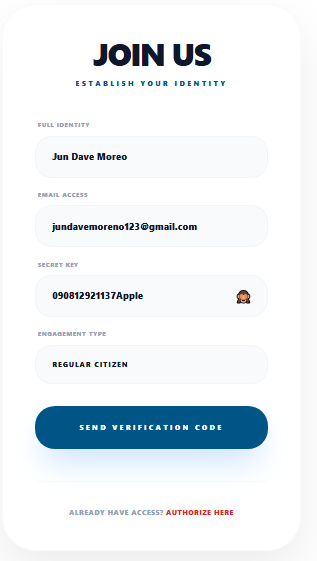 JOIN US
ESTABLISH YOUR IDENTITY
FULL IDENTITY
Jun Dave Moreo
EMAIL ACCESS
jundavemoreno123@gmail.com
SECRET KEY
090812921137Apple
ENGAGEMENT TYPE
REGULAR CITIZEN
SEND VERIFICATION CODE
ALREADY HAVE ACCESS? AUTHORIZE HERE